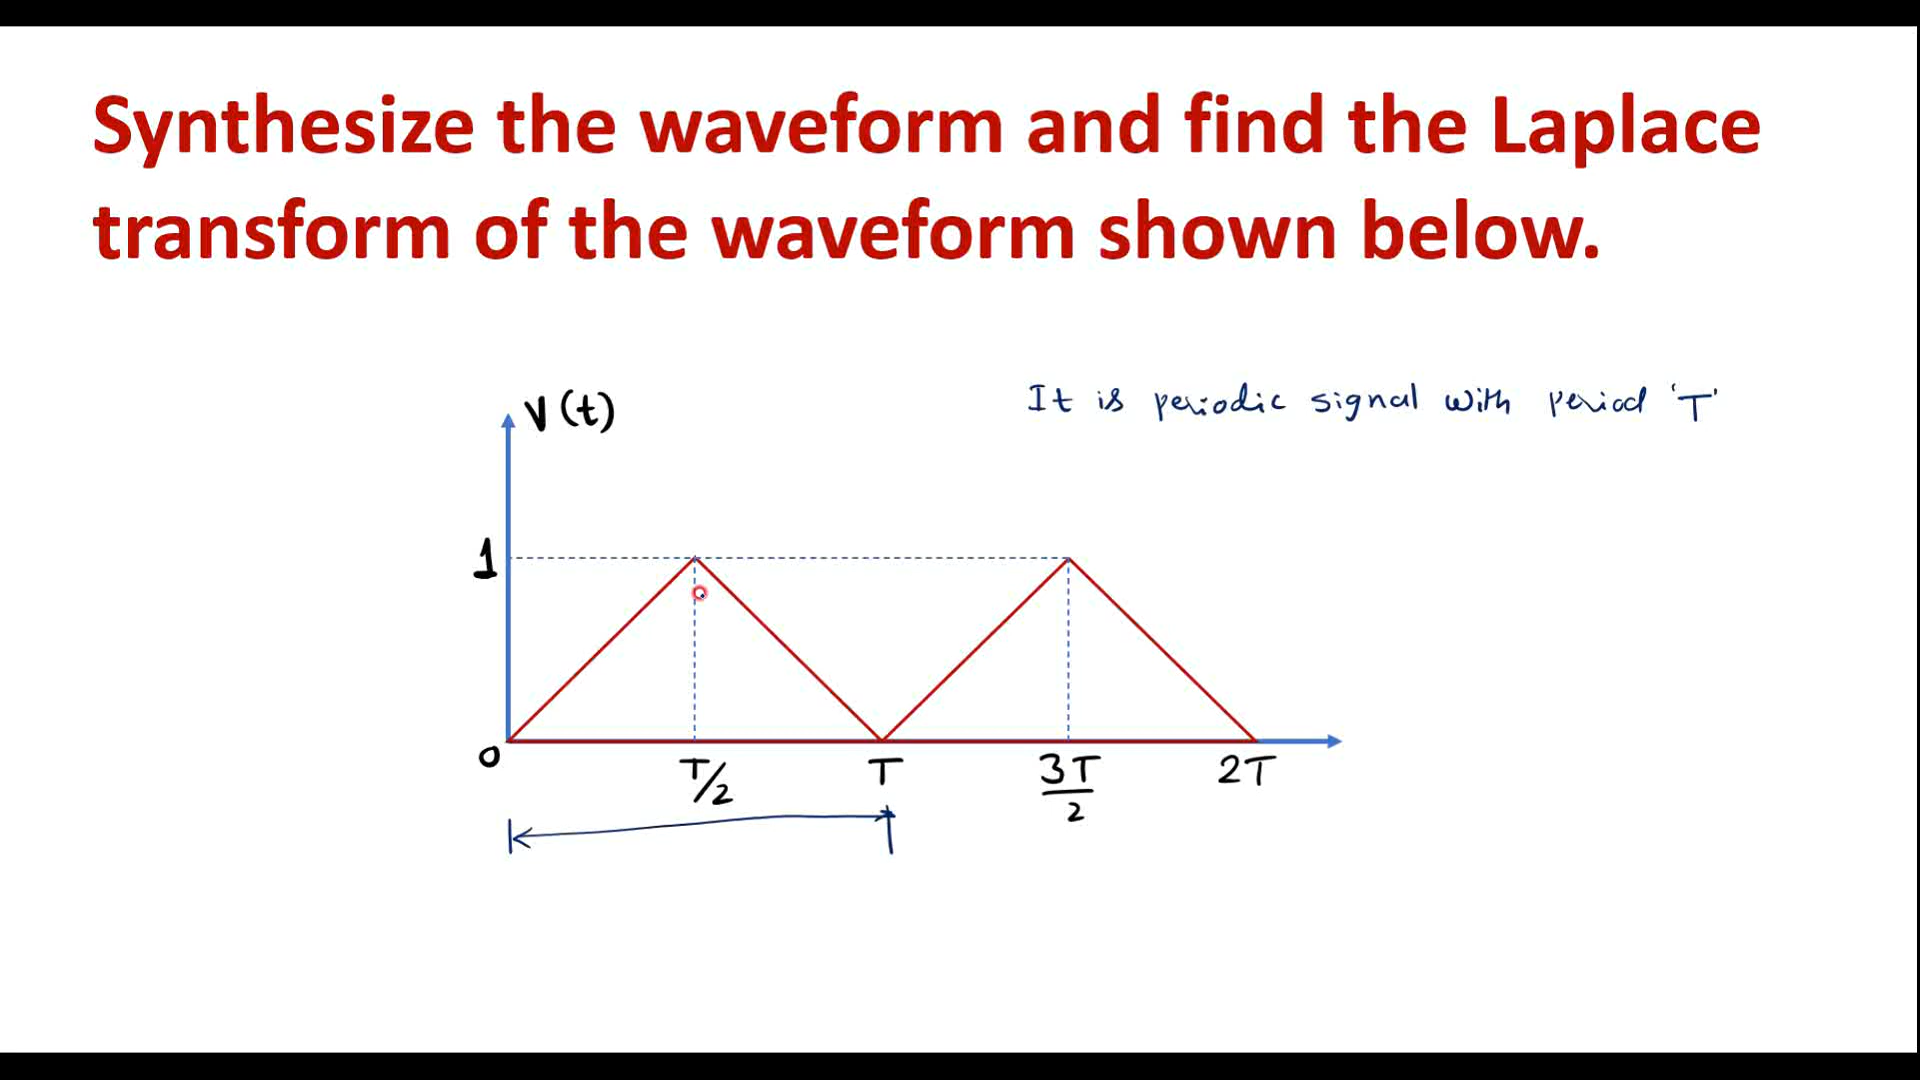 Synthesize the waveform and find the Laplace
transform of the waveform shown below.
It is periodic signal with period 'T'
V(t)
1
0
T/2
T
3T/2
2T